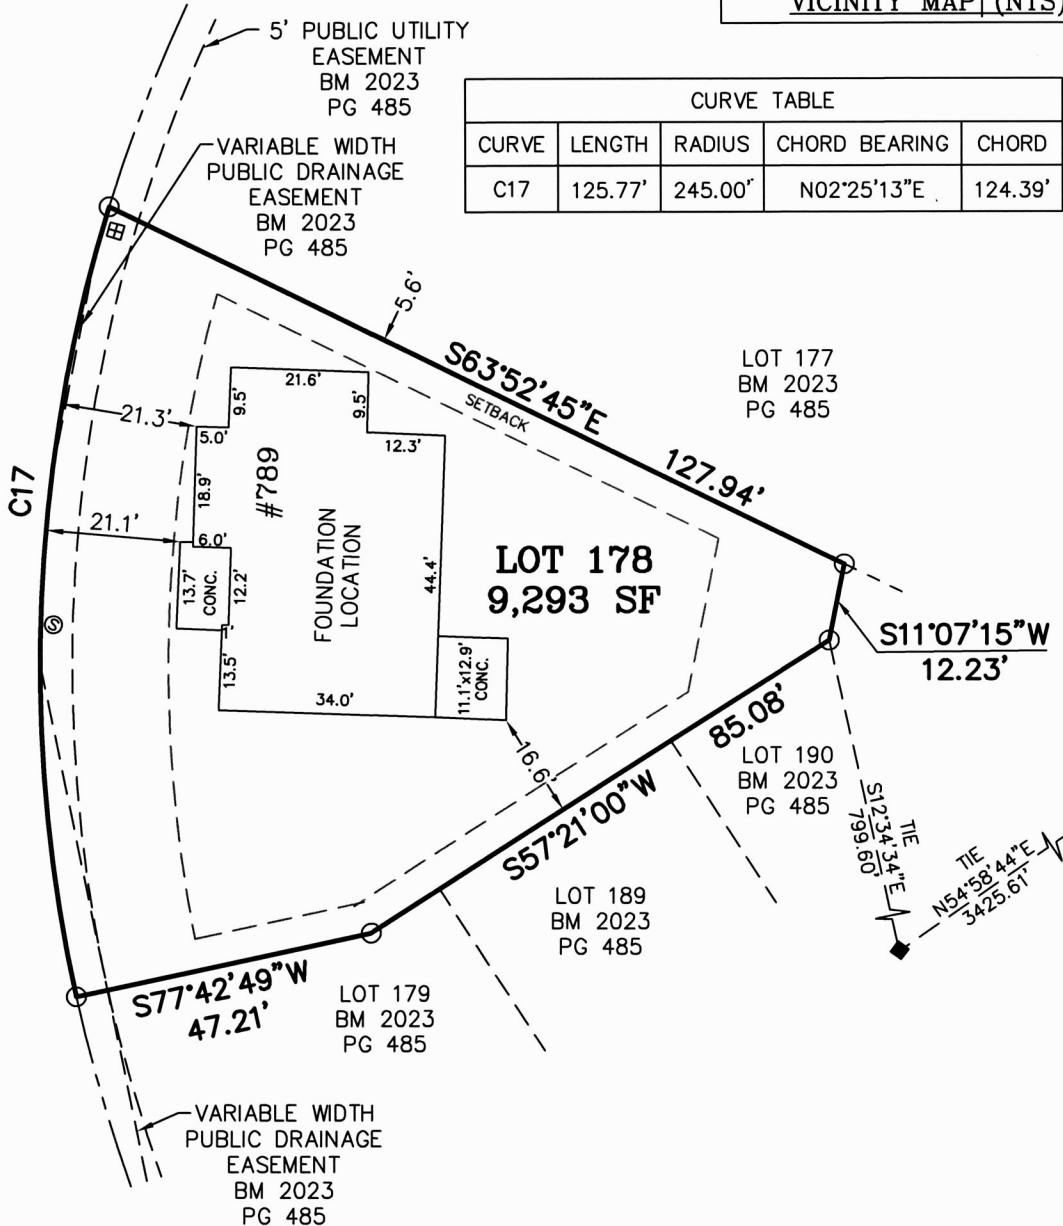 VICINITY MAP (NTS)
5' PUBLIC UTILITY
EASEMENT
BM 2023
PG 485
CURVE TABLE
CURVE LENGTH RADIUS CHORD BEARING CHORD
C17 125.77' 245.00' N02°25'13"E 124.39'
VARIABLE WIDTH
PUBLIC DRAINAGE
EASEMENT
BM 2023
PG 485
5.6'
S63°52'45"E
127.94'
SETBACK
LOT 177
BM 2023
PG 485
21.6'
9.5'
9.5'
21.3'
5.0'
12.3'
C17
18.9'
#789
21.1'
6.0'
13.7'
CONC.
12.2'
FOUNDATION
LOCATION
44.4'
LOT 178
9,293 SF
S
1'
13.5'
34.0'
11.1'x12.9'
CONC.
S11°07'15"W
12.23'
16.6'
85.08'
S57°21'00"W
LOT 190
BM 2023
PG 485
TIE
S12°34'34"E
799.60'
TIE
N54°58'44"E
3425.61'
LOT 189
BM 2023
PG 485
S77°42'49"W
47.21'
LOT 179
BM 2023
PG 485
VARIABLE WIDTH
PUBLIC DRAINAGE
EASEMENT
BM 2023
PG 485